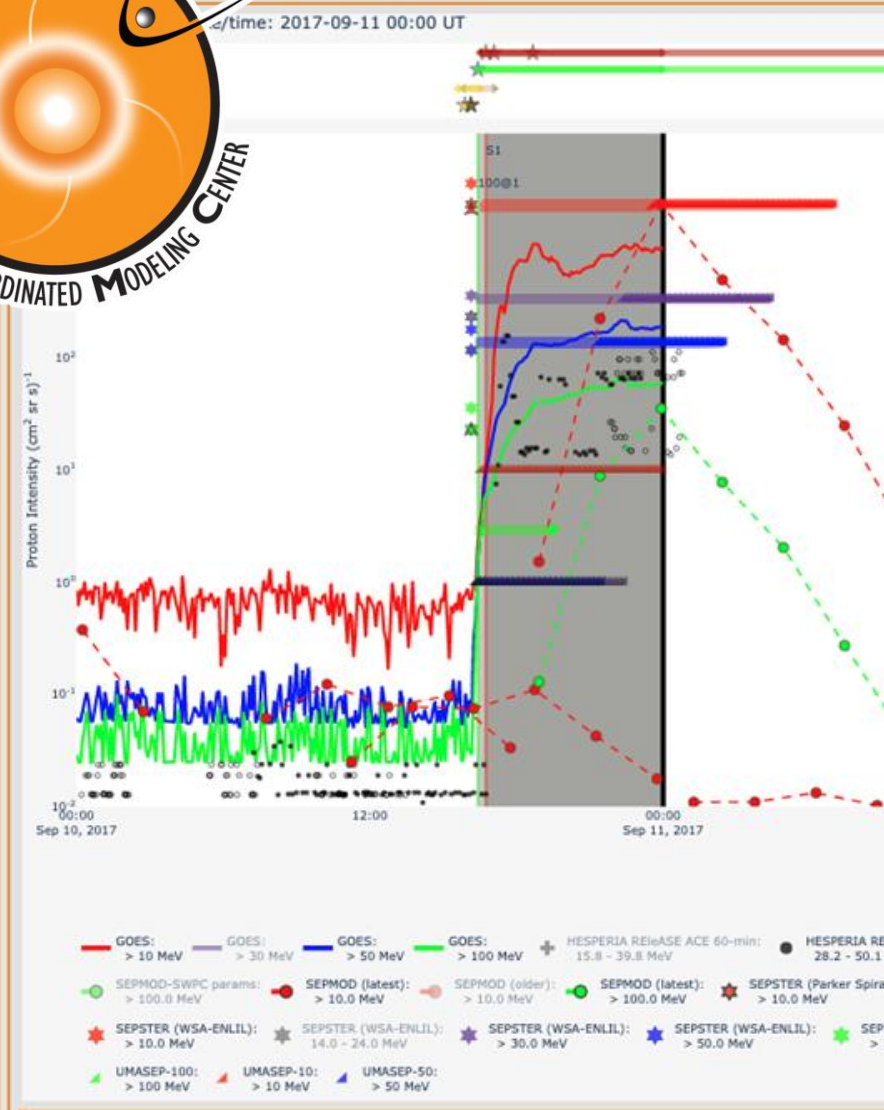 e/time: 2017-09-11 00:00 UT
DINATED MODELING CENTER
S1
100@1
Proton Intensity (cm² sr s)⁻¹
10²
10¹
10⁰
10⁻¹
10⁻²
00:00
Sep 10, 2017
12:00
00:00
Sep 11, 2017
GOES: > 10 MeV
GOES: > 30 MeV
GOES: > 50 MeV
GOES: > 100 MeV
HESPERIA REleASE ACE 60-min: 15.8 - 39.8 MeV
HESPERIA RE 28.2 - 50.1
SEPMOD-SWPC params: > 100.0 MeV
SEPMOD (latest): > 10.0 MeV
SEPMOD (older): > 10.0 MeV
SEPMOD (latest): > 100.0 MeV
SEPSTER (Parker Spira > 10.0 MeV
SEPSTER (WSA-ENLIL): > 10.0 MeV
SEPSTER (WSA-ENLIL): 14.0 - 24.0 MeV
SEPSTER (WSA-ENLIL): > 30.0 MeV
SEPSTER (WSA-ENLIL): > 50.0 MeV
SEP >
UMASEP-100: > 100 MeV
UMASEP-10: > 10 MeV
UMASEP-50: > 50 MeV